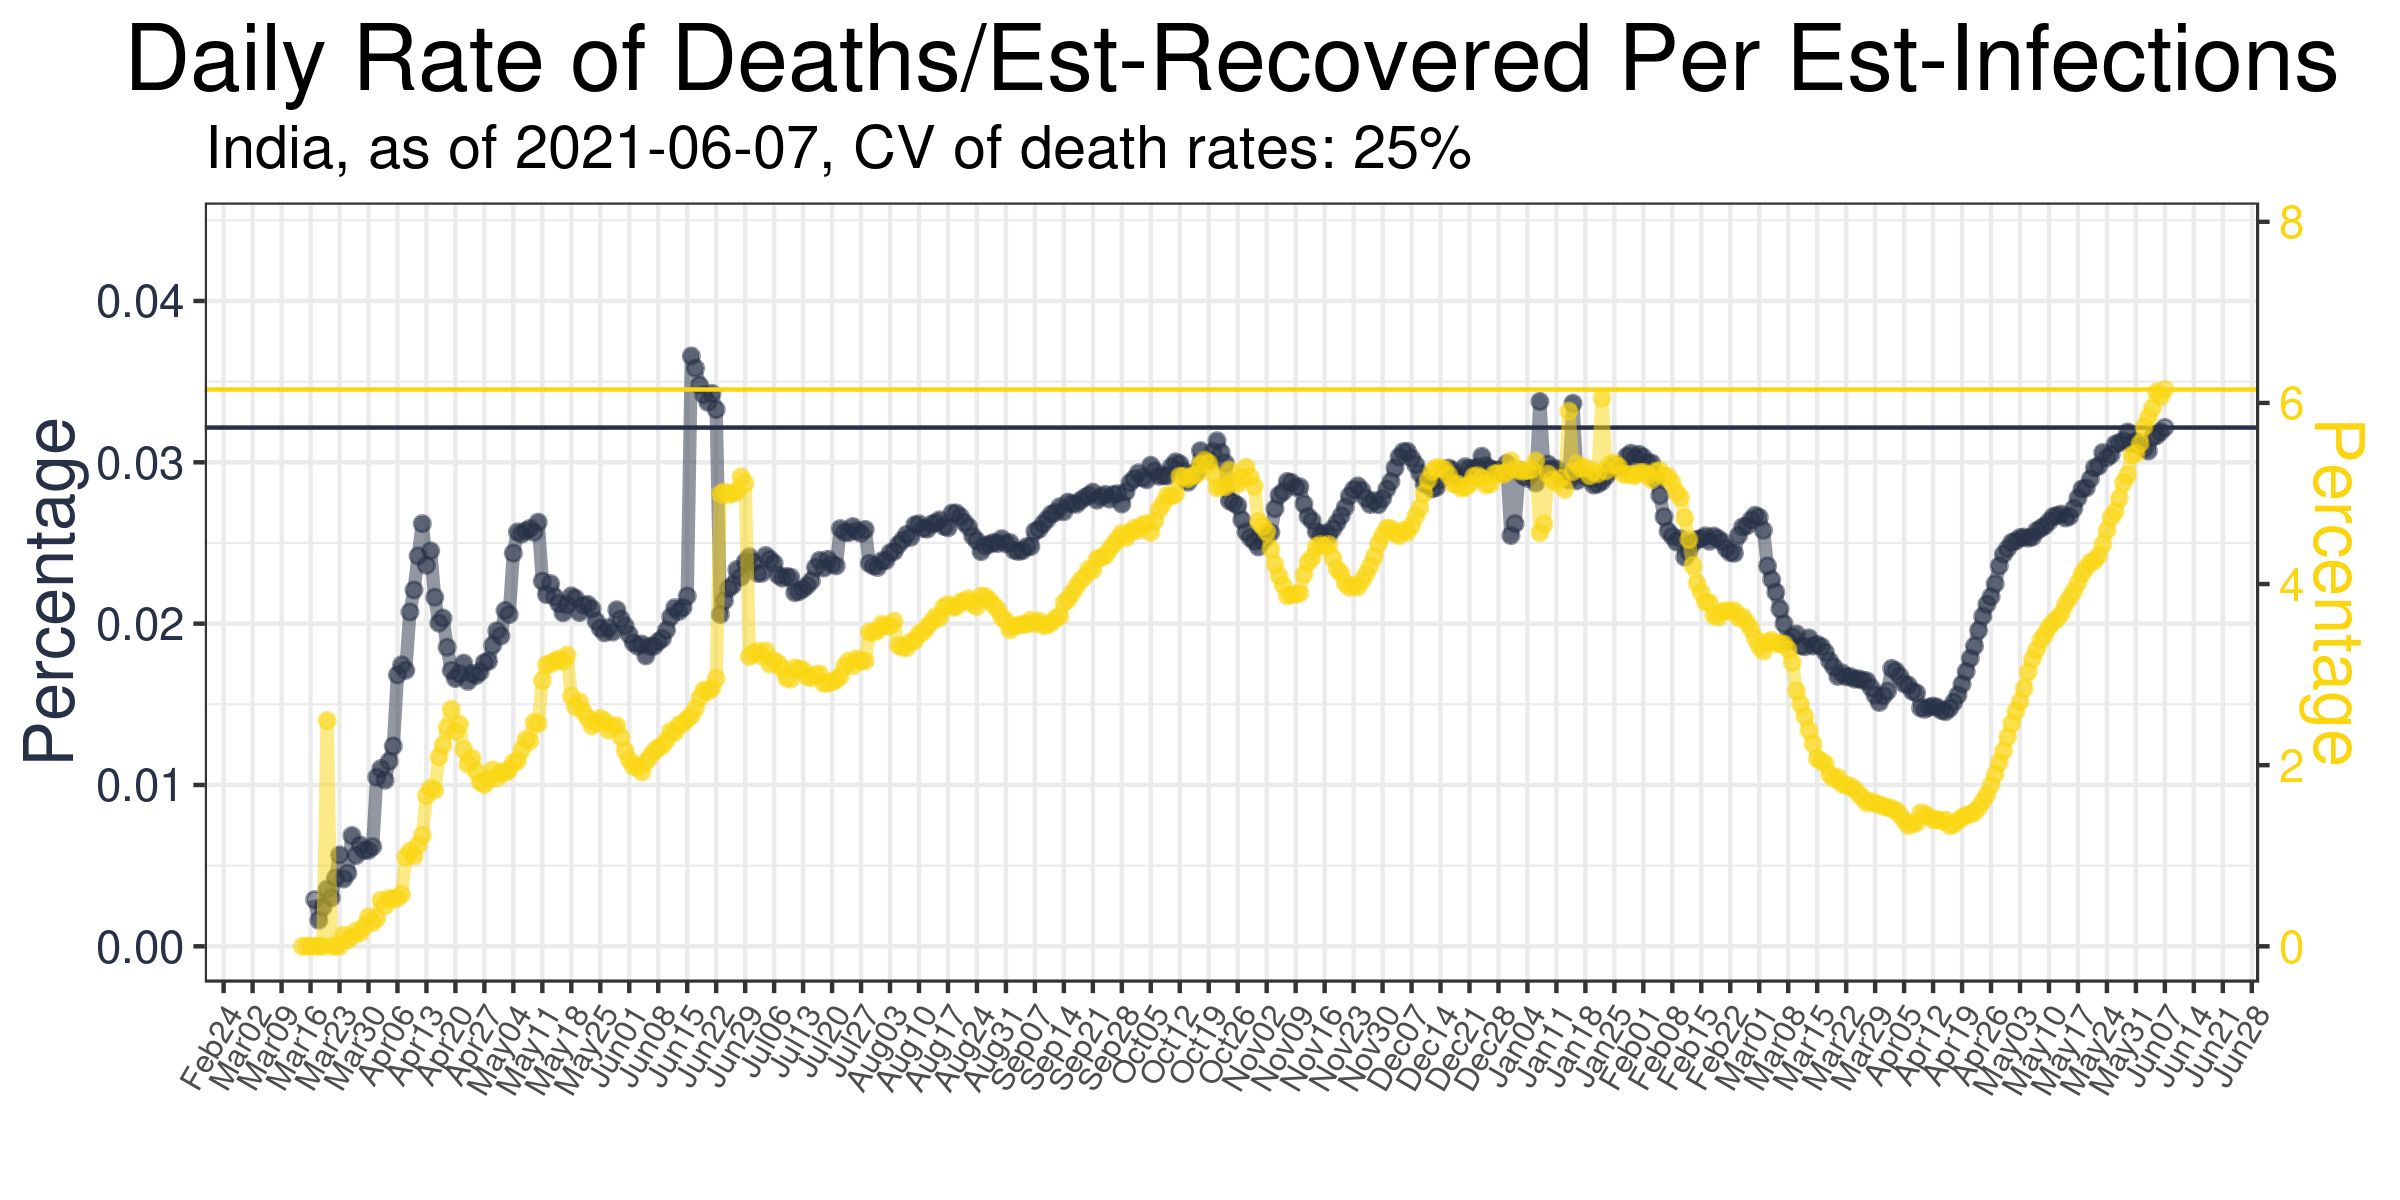 Daily Rate of Deaths/Est-Recovered Per Est-Infections
India, as of 2021-06-07, CV of death rates: 25%
Percentage
0.04
0.03
0.02
0.01
0.00
8
6
4
2
0
Percentage
Feb24
Mar02
Mar09
Mar16
Mar23
Mar30
Apr06
Apr13
Apr20
Apr27
May04
May11
May18
May25
Jun01
Jun08
Jun15
Jun22
Jun29
Jul06
Jul13
Jul20
Jul27
Aug03
Aug10
Aug17
Aug24
Aug31
Sep07
Sep14
Sep21
Sep28
Oct05
Oct12
Oct19
Oct26
Nov02
Nov09
Nov16
Nov23
Nov30
Dec07
Dec14
Dec21
Dec28
Jan04
Jan11
Jan18
Jan25
Feb01
Feb08
Feb15
Feb22
Mar01
Mar08
Mar15
Mar22
Mar29
Apr05
Apr12
Apr19
Apr26
May03
May10
May17
May24
May31
Jun07
Jun14
Jun21
Jun28